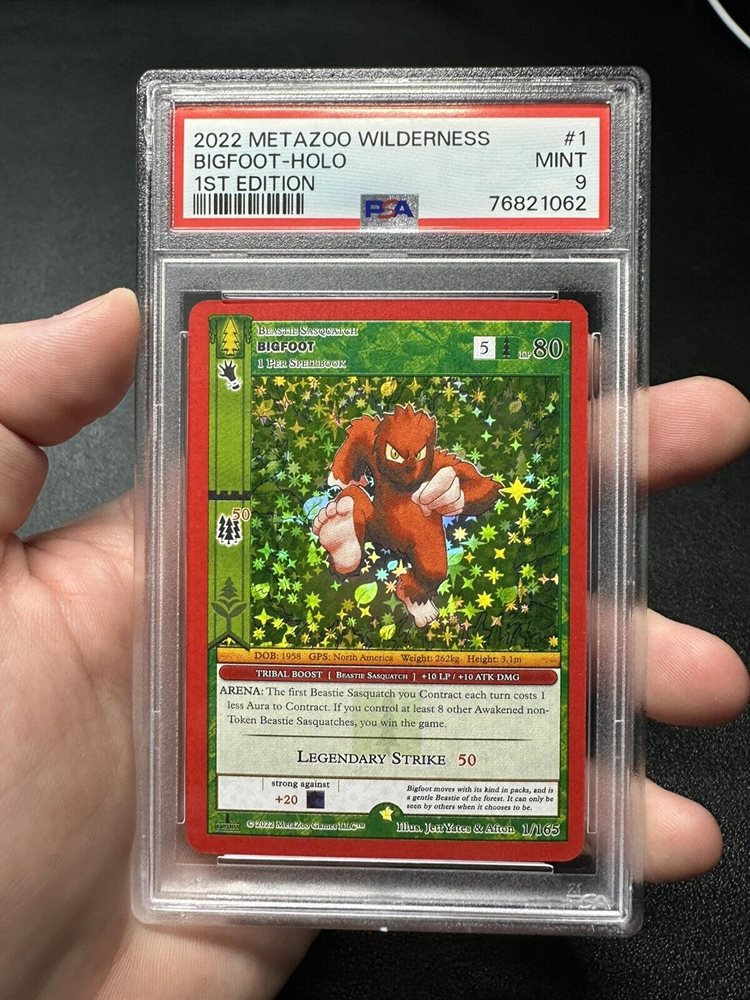 2022 METAZOO WILDERNESS #1
BIGFOOT-HOLO MINT
1ST EDITION 9
PSA 76821062
BEASTIE SASQUATCH
BIGFOOT 5 LP 80
1 PER SPELLBOOK
50
DOB: 1958 GPS: North America Weight: 262kg Height: 3.1m
TRIBAL BOOST [ BEASTIE SASQUATCH ] +10 LP / +10 ATK DMG
ARENA: The first Beastie Sasquatch you Contract each turn costs 1
less Aura to Contract. If you control at least 8 other Awakened non-
Token Beastie Sasquatches, you win the game.
LEGENDARY STRIKE 50
strong against
+20
Bigfoot moves with its kind in packs, and is
a gentle Beastie of the forest. It can only be
seen by others when it chooses to be.
1 © 2022 MetaZoo Games LLC™ Illus. Jett Yates & Afton 1/165
PSA